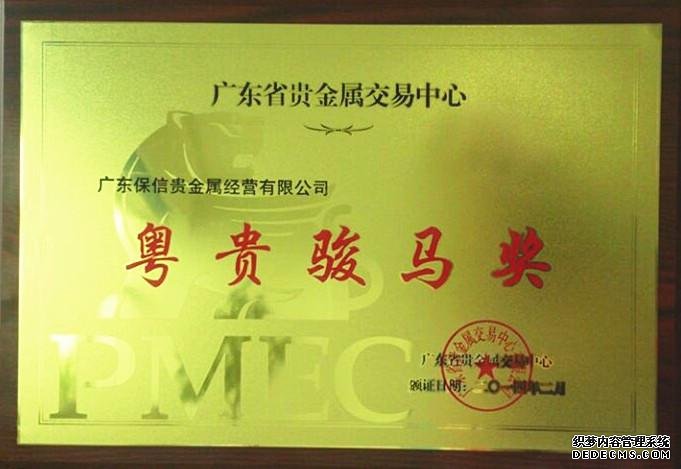 广东省贵金属交易中心
广东保信贵金属经营有限公司
粤贵骏马奖
PMEC
广东省贵金属交易中心
颁证日期：二〇一四年二月
织梦内容管理系统
DEDECMS.COM